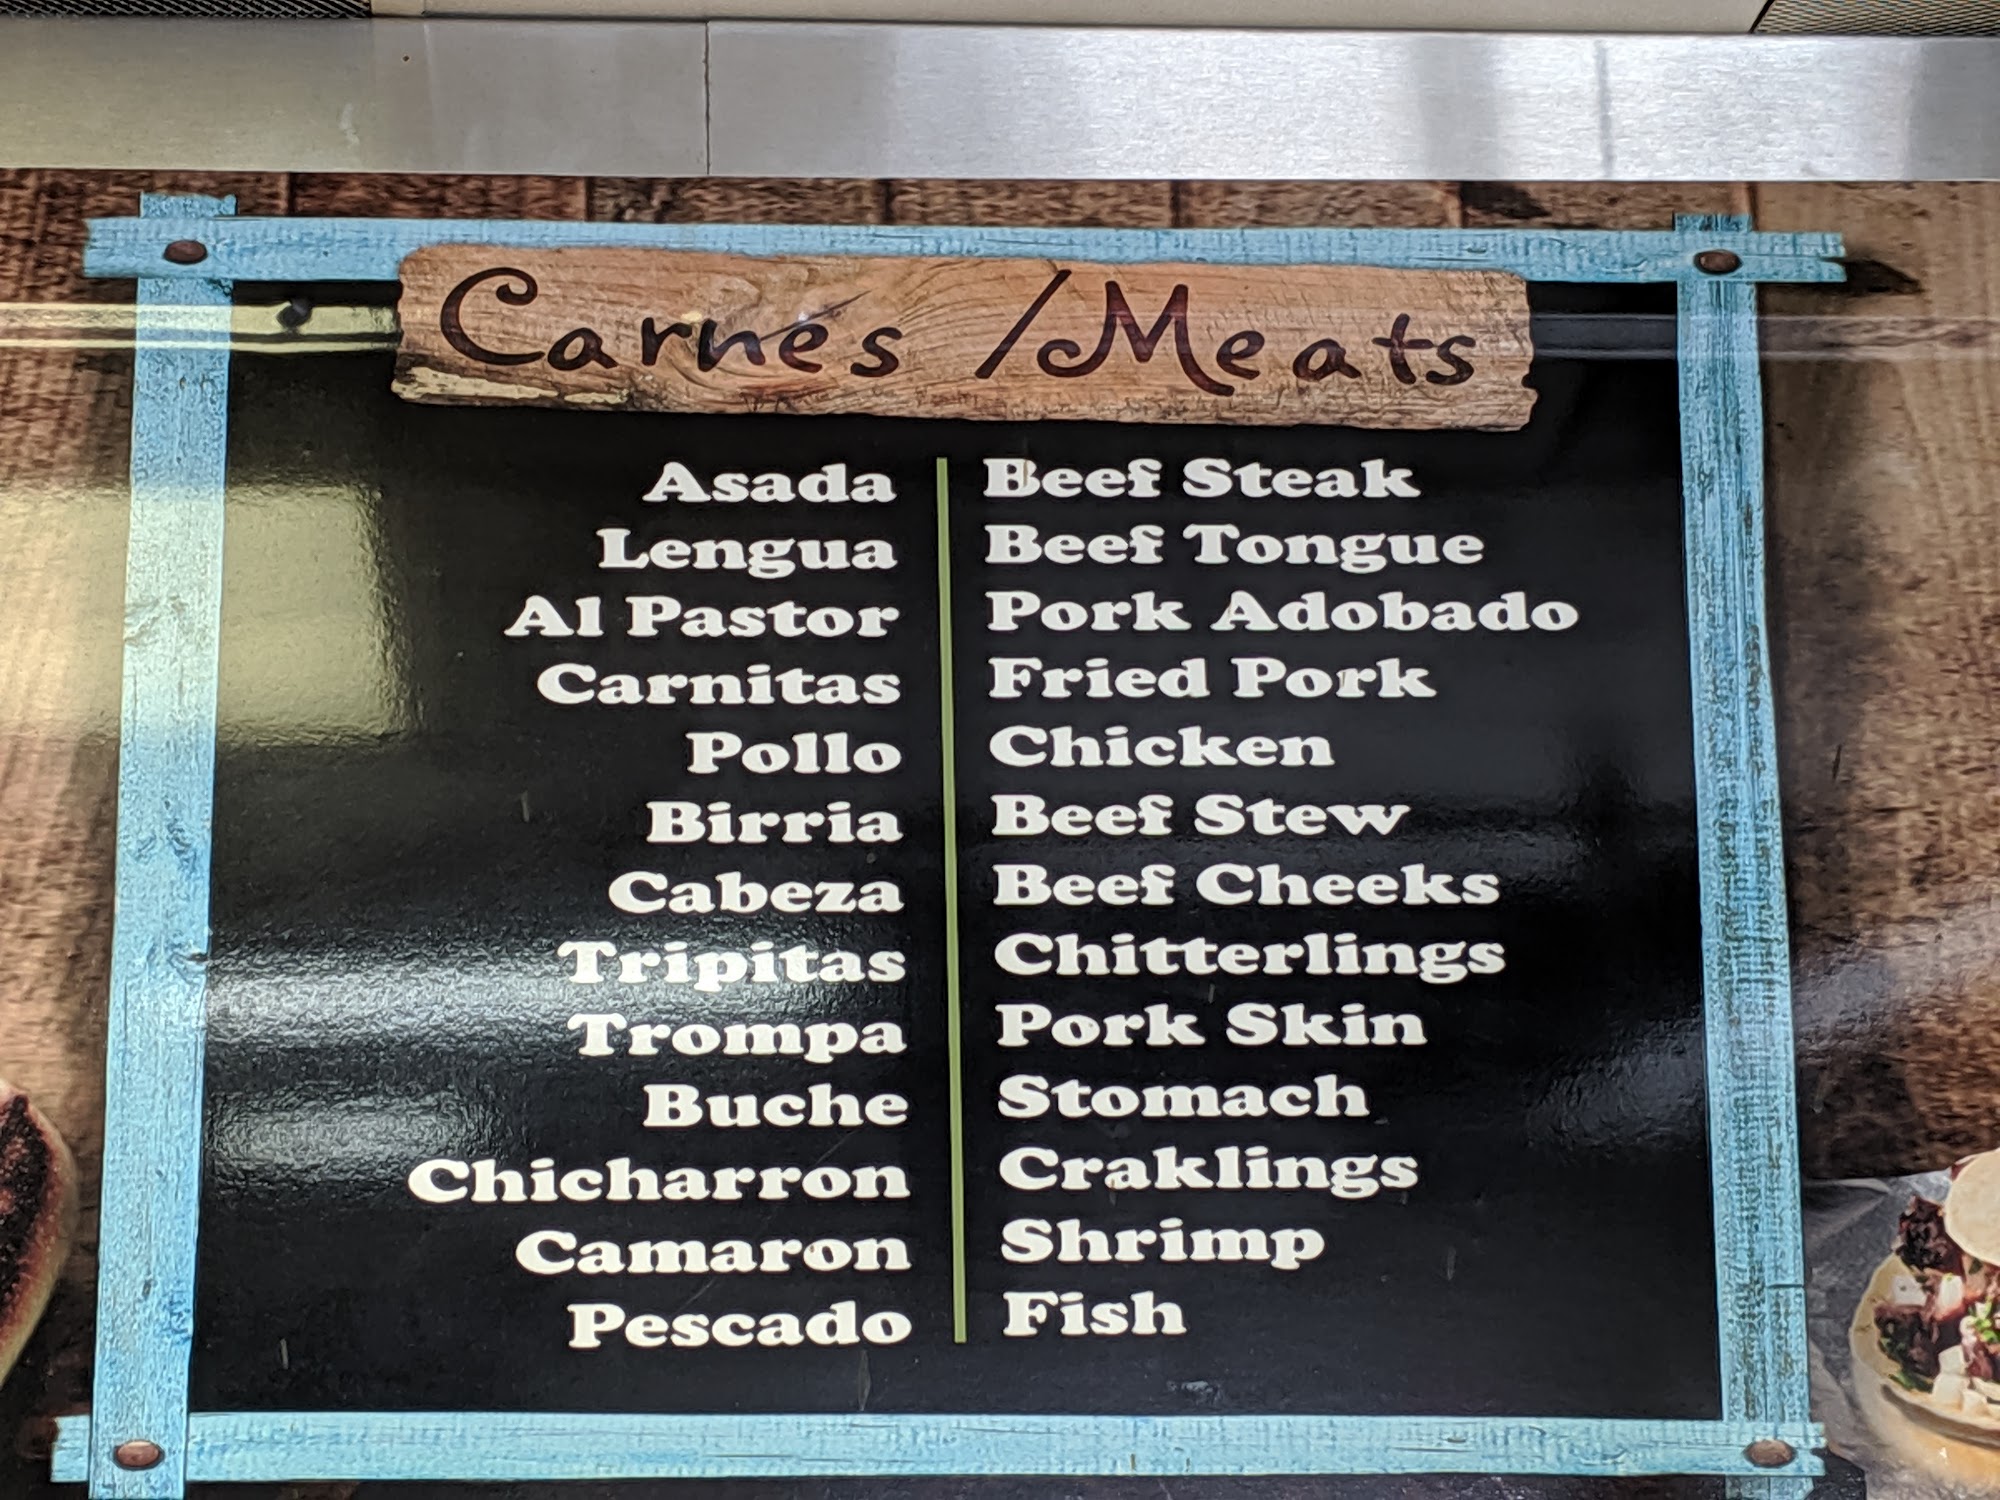 Carnes /Meats
Asada Beef Steak
Lengua Beef Tongue
Al Pastor Pork Adobado
Carnitas Fried Pork
Pollo Chicken
Birria Beef Stew
Cabeza Beef Cheeks
Tripitas Chitterlings
Trompa Pork Skin
Buche Stomach
Chicharron Craklings
Camaron Shrimp
Pescado Fish